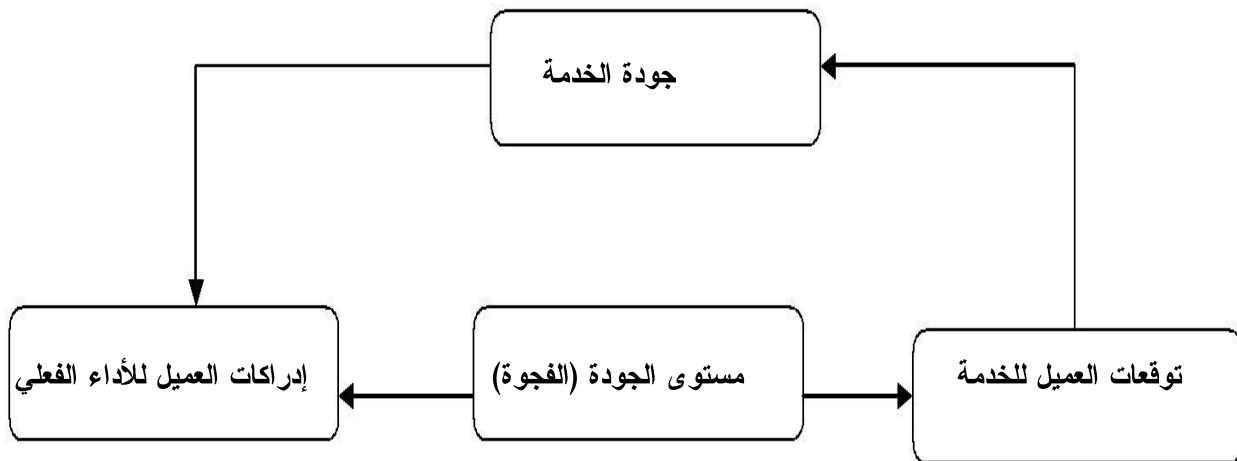 جودة الخدمة
توقعات العميل للخدمة
مستوى الجودة (الفجوة)
إدراكات العميل للأداء الفعلي